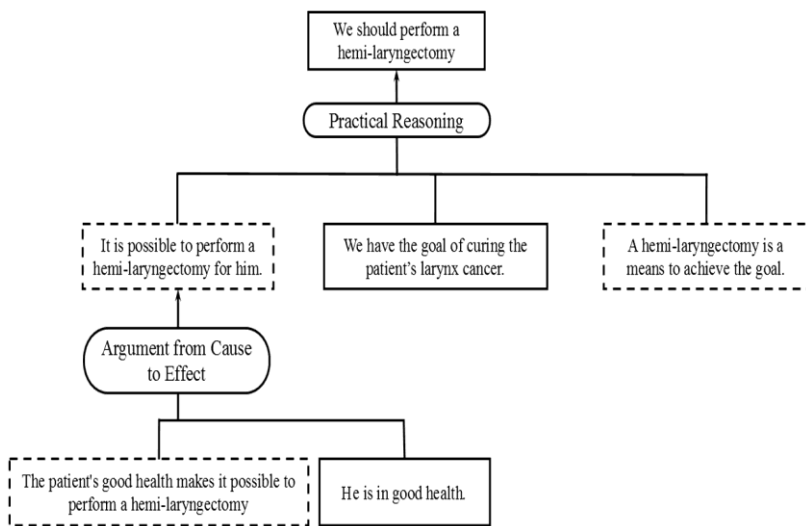 We should perform a
hemi-laryngectomy
Practical Reasoning
It is possible to perform a
hemi-laryngectomy for him.
We have the goal of curing the
patient's larynx cancer.
A hemi-laryngectomy is a
means to achieve the goal.
Argument from Cause
to Effect
The patient's good health makes it possible to
perform a hemi-laryngectomy
He is in good health.